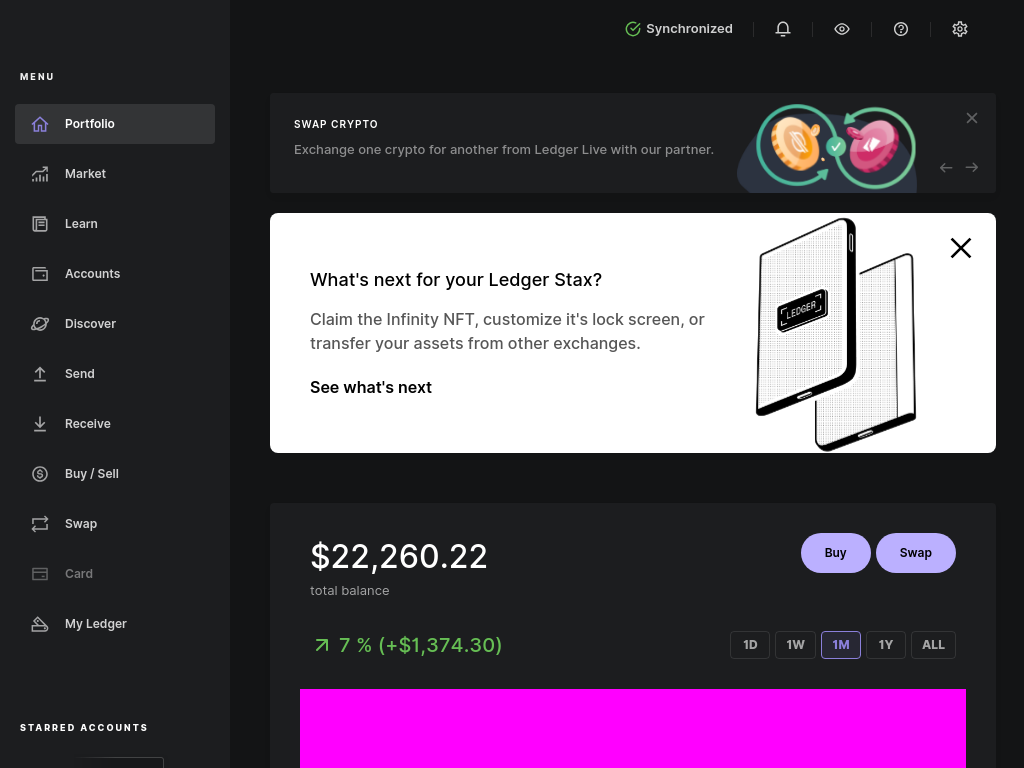 Synchronized
MENU
Portfolio
Market
Learn
Accounts
Discover
Send
Receive
Buy / Sell
Swap
Card
My Ledger
STARRED ACCOUNTS
SWAP CRYPTO
Exchange one crypto for another from Ledger Live with our partner.
What's next for your Ledger Stax?
Claim the Infinity NFT, customize it's lock screen, or
transfer your assets from other exchanges.
See what's next
LEDGER
$22,260.22
total balance
Buy
Swap
7 % (+$1,374.30)
1D
1W
1M
1Y
ALL